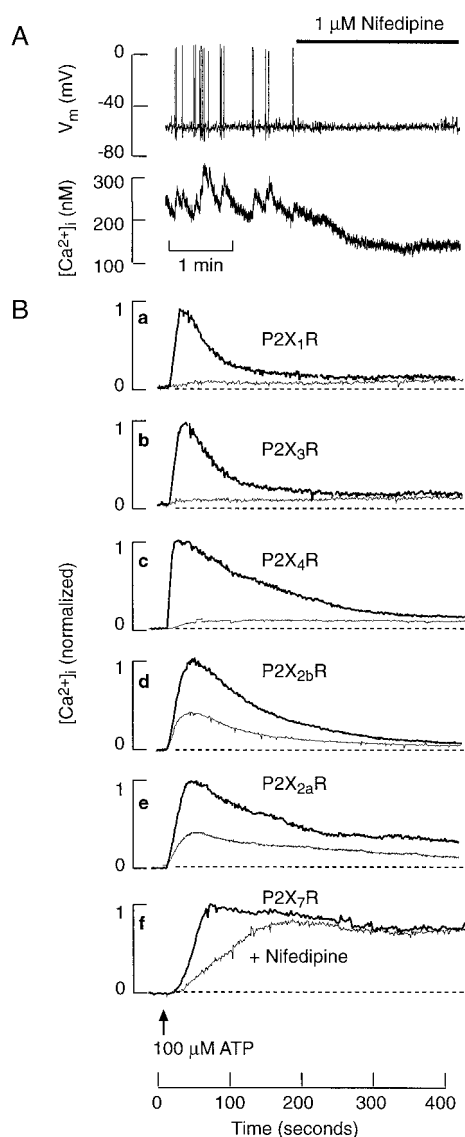 A
1 μM Nifedipine
Vm (mV)
0
-40
-80
[Ca2+]i (nM)
300
200
100
1 min
B
[Ca2+]i (normalized)
a
1
0
P2X1R
b
1
0
P2X3R
c
1
0
P2X4R
d
1
0
P2X2bR
e
1
0
P2X2aR
f
1
0
P2X7R
+ Nifedipine
100 μM ATP
0 100 200 300 400
Time (seconds)